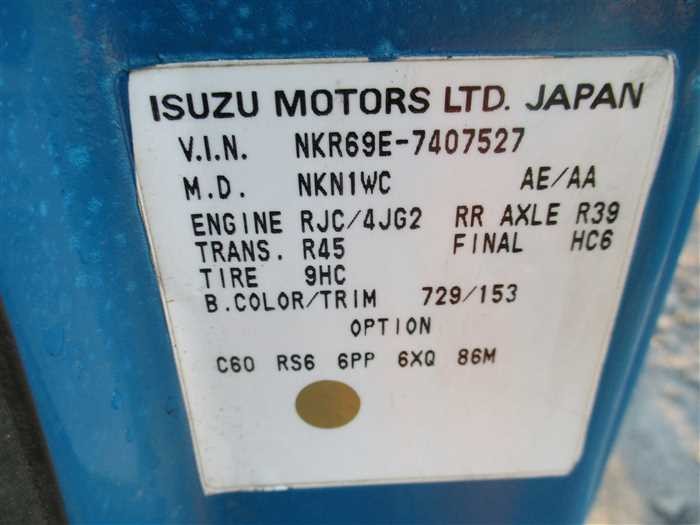 ISUZU MOTORS LTD. JAPAN
V.I.N. NKR69E-7407527
M.D. NKN1WC AE/AA
ENGINE RJC/4JG2 RR AXLE R39
TRANS. R45 FINAL HC6
TIRE 9HC
B.COLOR/TRIM 729/153
OPTION
C60 RS6 6PP 6XQ 86M